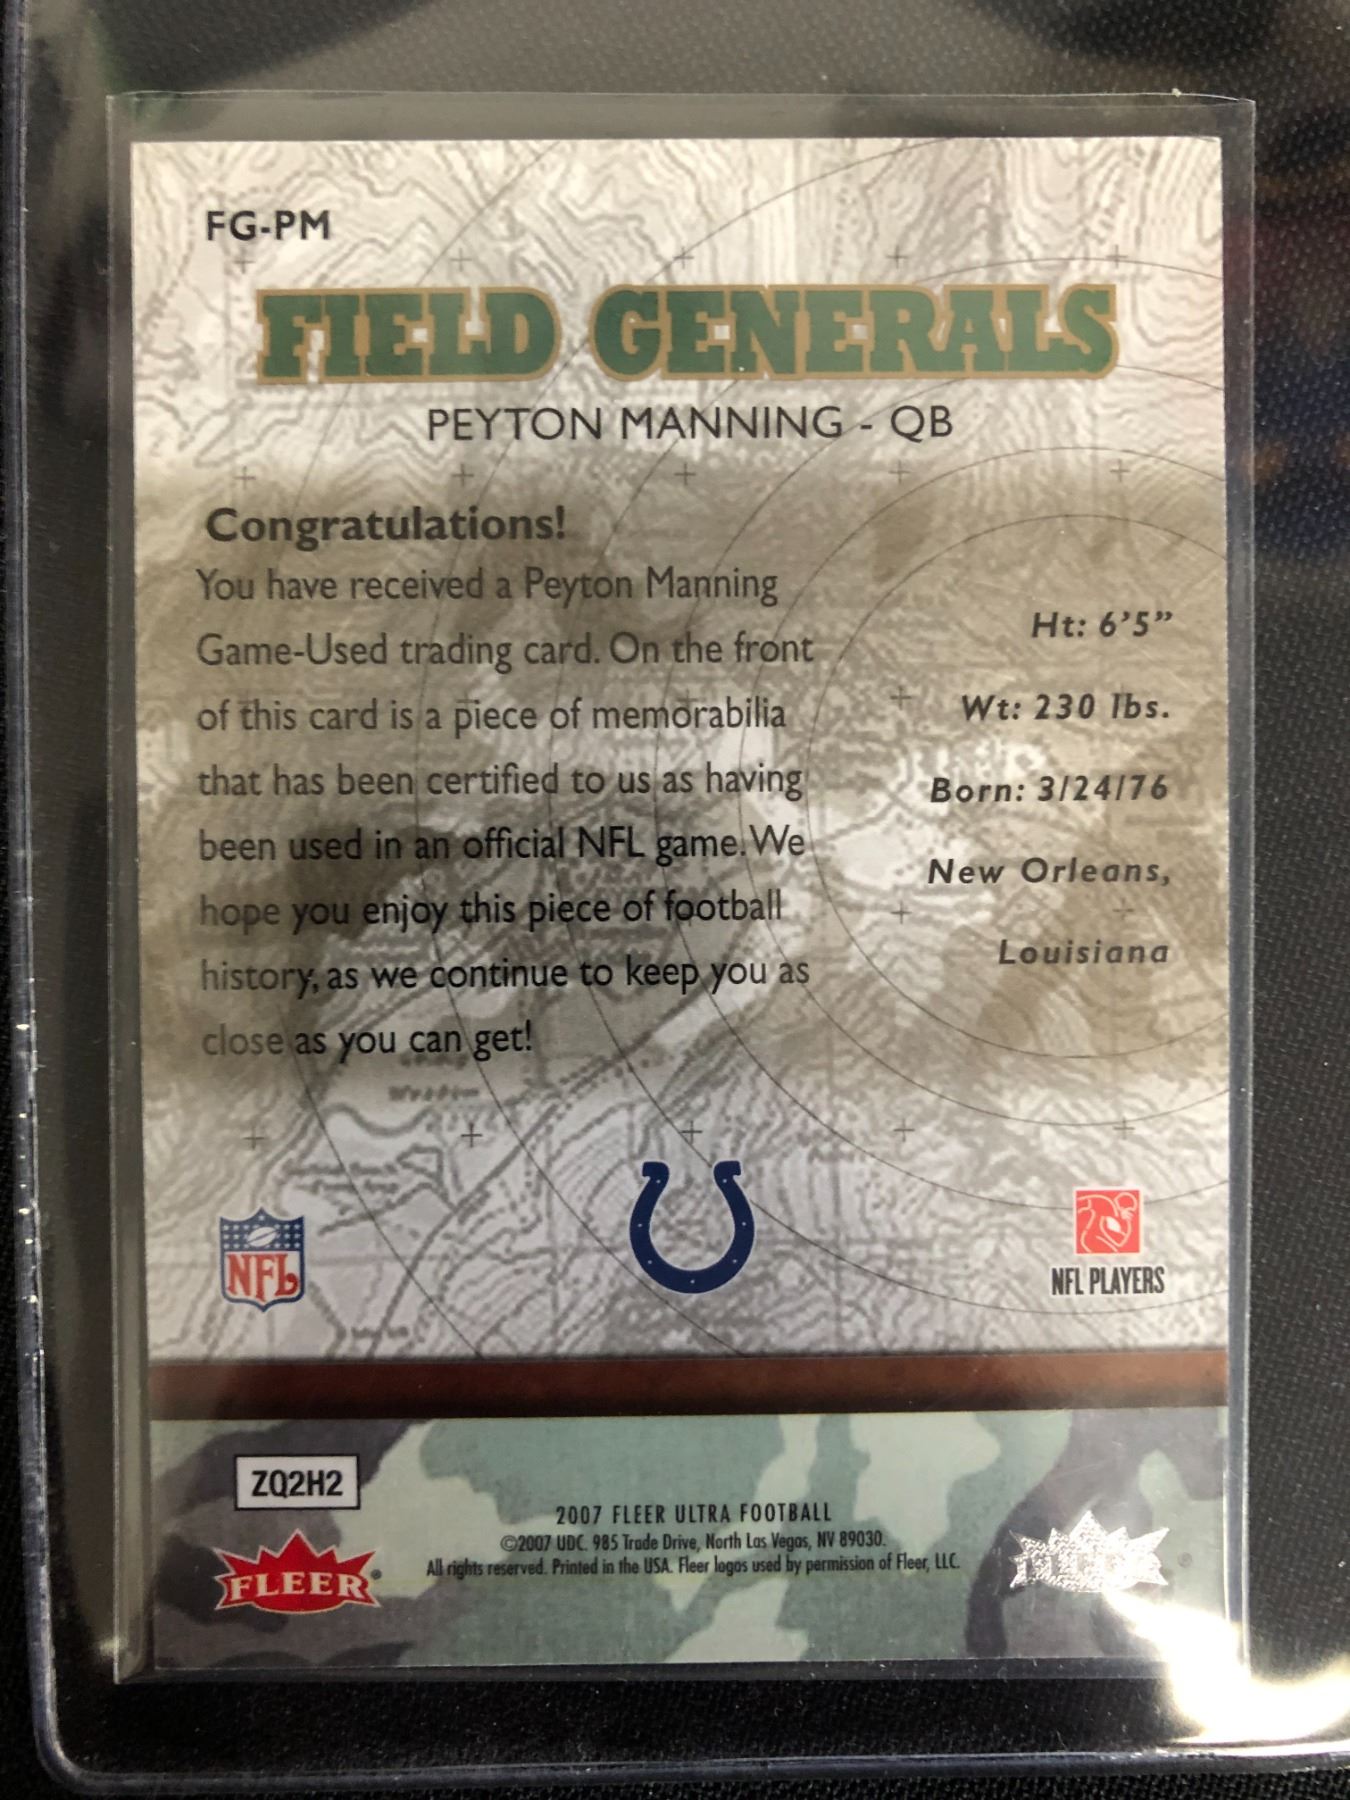 FG-PM
FIELD GENERALS
PEYTON MANNING - QB
Congratulations!
You have received a Peyton Manning
Game-Used trading card. On the front
of this card is a piece of memorabilia
that has been certified to us as having
been used in an official NFL game. We
hope you enjoy this piece of football
history, as we continue to keep you as
close as you can get!
Ht: 6'5"
Wt: 230 lbs.
Born: 3/24/76
New Orleans,
Louisiana
NFL
NFL PLAYERS
ZQ2H2
FLEER®
2007 FLEER ULTRA FOOTBALL
©2007 UDC. 985 Trade Drive, North Las Vegas, NV 89030.
All rights reserved. Printed in the USA. Fleer logos used by permission of Fleer, LLC.
FLEER®